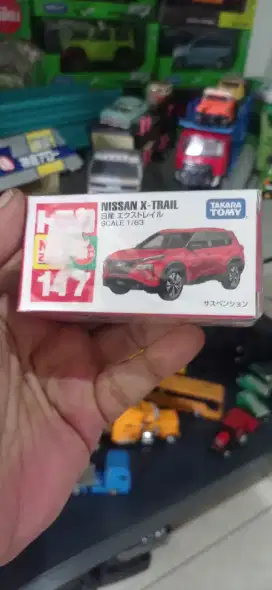 NISSAN X-TRAIL
日産 エクストレイル
SCALE 1/63
TAKARA
TOMY
117
サスペンション